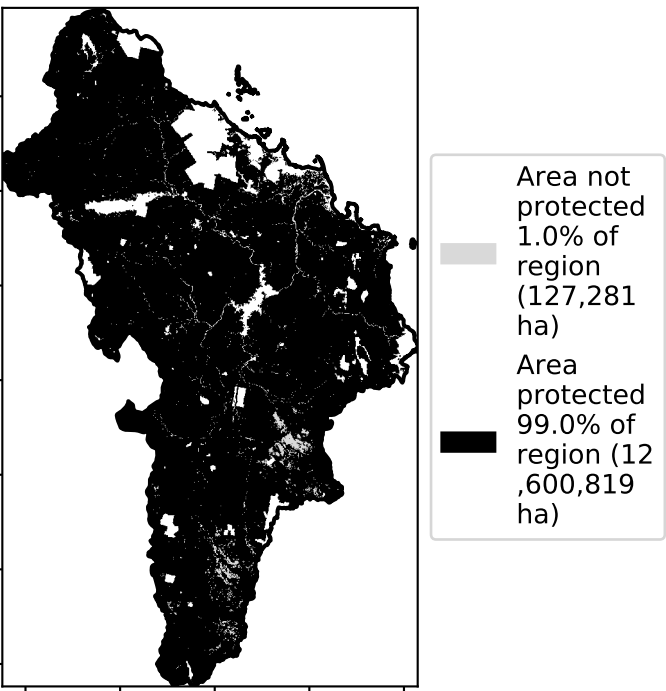 Area not
protected
1.0% of
region
(127,281
ha)
Area
protected
99.0% of
region (12
,600,819
ha)